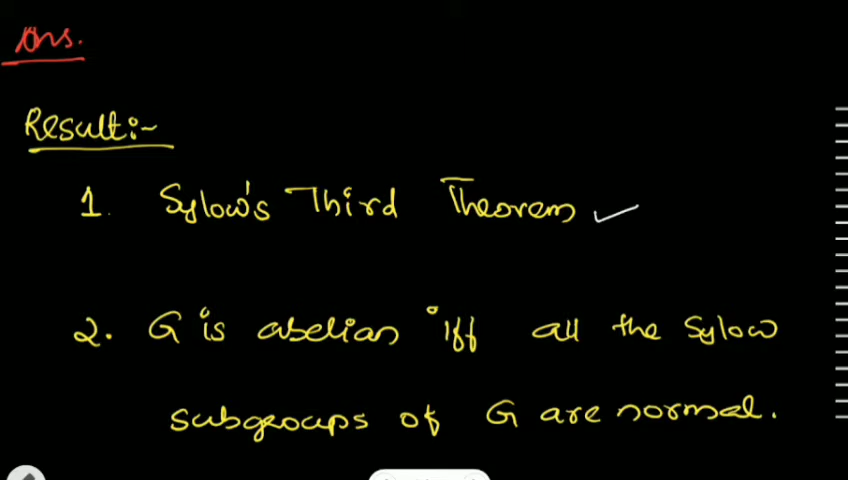 Ans.
Result:-
1. Sylow's Third Theorem ✓
2. G is abelian iff all the Sylow
subgroups of G are normal.